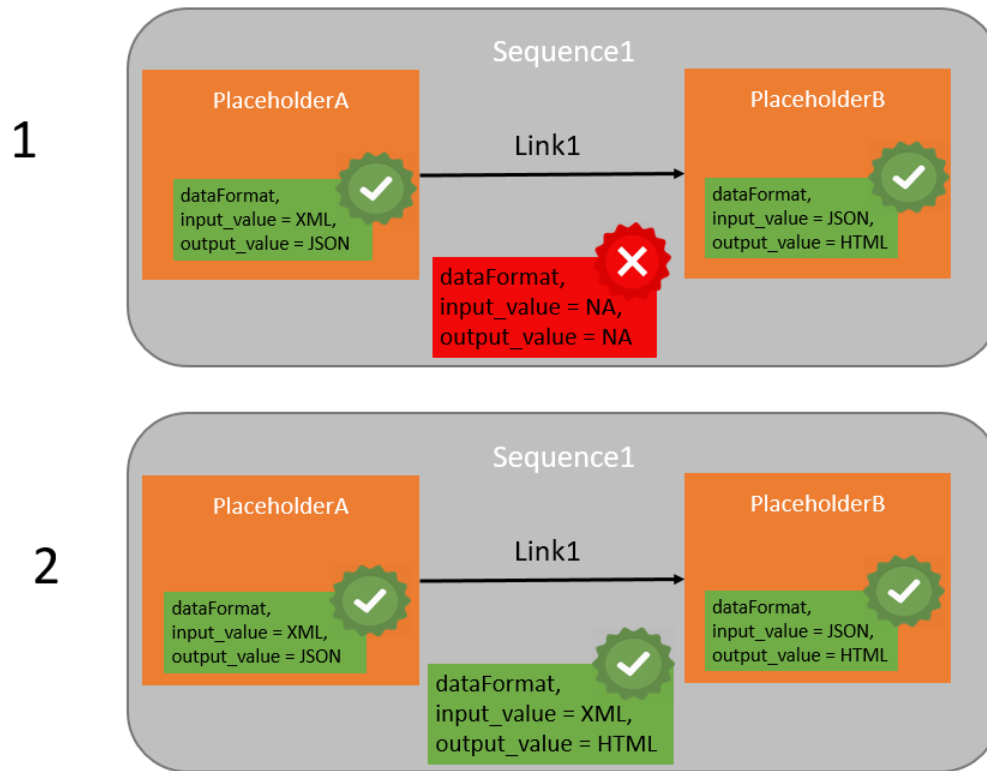 1
Sequence1
PlaceholderA
PlaceholderB
Link1
dataFormat,
input_value = XML,
output_value = JSON
dataFormat,
input_value = JSON,
output_value = HTML
dataFormat,
input_value = NA,
output_value = NA
2
Sequence1
PlaceholderA
PlaceholderB
Link1
dataFormat,
input_value = XML,
output_value = JSON
dataFormat,
input_value = JSON,
output_value = HTML
dataFormat,
input_value = XML,
output_value = HTML